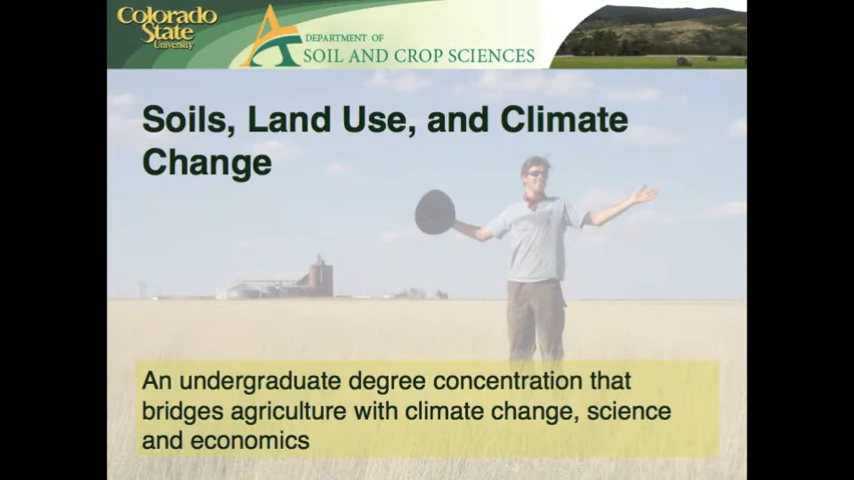 Colorado
State
University
DEPARTMENT OF
SOIL AND CROP SCIENCES
Soils, Land Use, and Climate
Change
An undergraduate degree concentration that
bridges agriculture with climate change, science
and economics